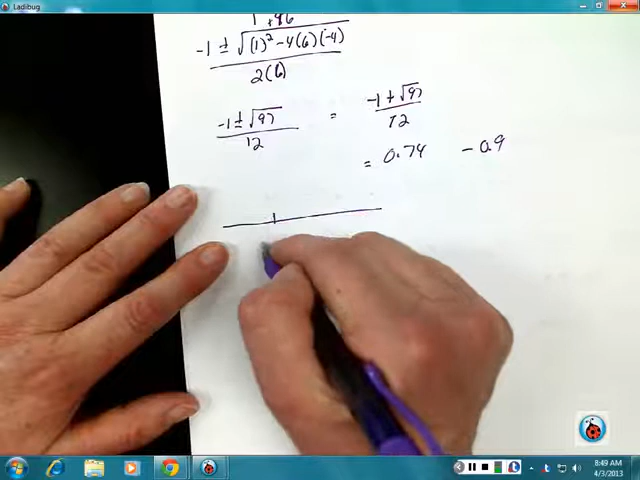 Ladibug
1 + 96
-1 ± √(1)² - 4(6)(-4)
2(6)
-1 ± √97
12
=
-1 + √97
12
= 0.74 - 0.9
8:49 AM
4/3/2013